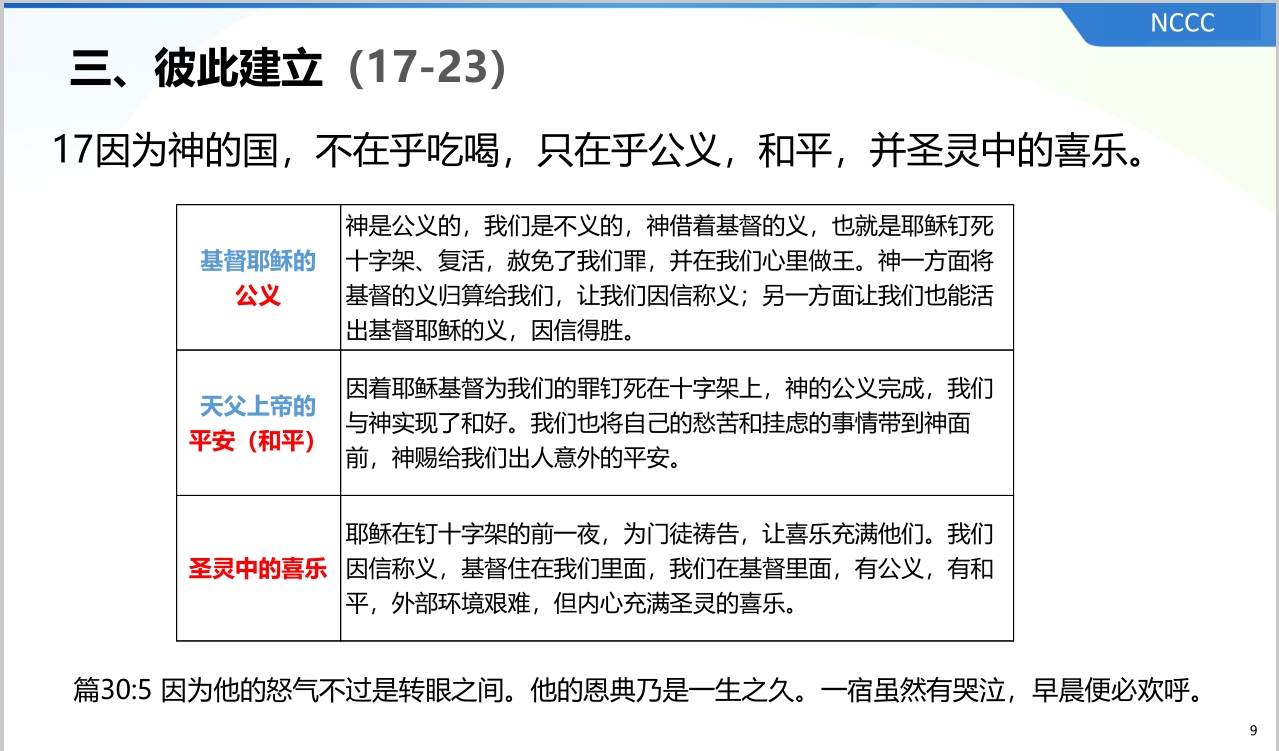 NCCC
三、彼此建立（17-23）
17因为神的国，不在乎吃喝，只在乎公义，和平，并圣灵中的喜乐。
基督耶稣的
公义
神是公义的，我们是不义的，神借着基督的义，也就是耶稣钉死
十字架、复活，赦免了我们罪，并在我们心里做王。神一方面将
基督的义归算给我们，让我们因信称义；另一方面让我们也能活
出基督耶稣的义，因信得胜。
天父上帝的
平安（和平）
因着耶稣基督为我们的罪钉死在十字架上，神的公义完成，我们
与神实现了和好。我们也将自己的愁苦和挂虑的事情带到神面
前，神赐给我们出人意外的平安。
圣灵中的喜乐
耶稣在钉十字架的前一夜，为门徒祷告，让喜乐充满他们。我们
因信称义，基督住在我们里面，我们在基督里面，有公义，有和
平，外部环境艰难，但内心充满圣灵的喜乐。
篇30:5 因为他的怒气不过是转眼之间。他的恩典乃是一生之久。一宿虽然有哭泣，早晨便必欢呼。
9